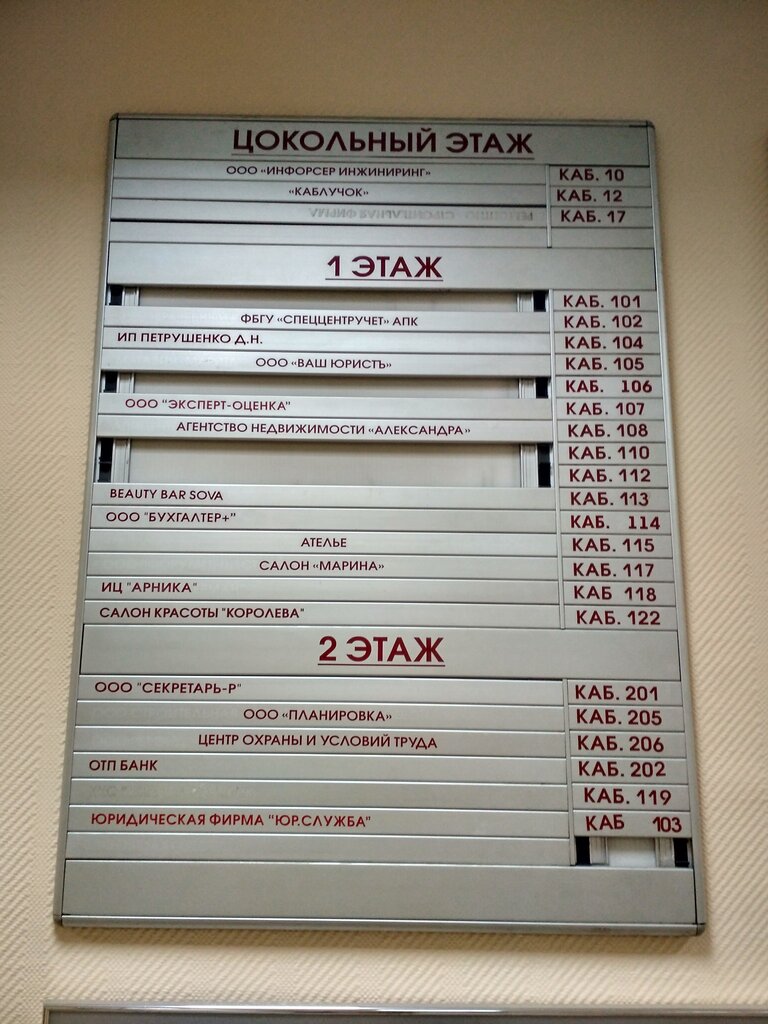 ЦОКОЛЬНЫЙ ЭТАЖ
ООО «ИНФОРСЕР ИНЖИНИРИНГ» КАБ. 10
«КАБЛУЧОК» КАБ. 12
КАБ. 17
1 ЭТАЖ
КАБ. 101
ФБГУ «СПЕЦЦЕНТРУЧЕТ» АПК КАБ. 102
ИП ПЕТРУШЕНКО Д.Н. КАБ. 104
ООО «ВАШ ЮРИСТЪ» КАБ. 105
КАБ. 106
ООО "ЭКСПЕРТ-ОЦЕНКА" КАБ. 107
АГЕНТСТВО НЕДВИЖИМОСТИ «АЛЕКСАНДРА» КАБ. 108
КАБ. 110
КАБ. 112
BEAUTY BAR SOVA КАБ. 113
ООО "БУХГАЛТЕР+" КАБ. 114
АТЕЛЬЕ КАБ. 115
САЛОН «МАРИНА» КАБ. 117
ИЦ "АРНИКА" КАБ 118
САЛОН КРАСОТЫ "КОРОЛЕВА" КАБ. 122
2 ЭТАЖ
ООО "СЕКРЕТАРЬ-Р" КАБ. 201
ООО «ПЛАНИРОВКА» КАБ. 205
ЦЕНТР ОХРАНЫ И УСЛОВИЙ ТРУДА КАБ. 206
ОТП БАНК КАБ. 202
КАБ. 119
ЮРИДИЧЕСКАЯ ФИРМА "ЮР.СЛУЖБА" КАБ 103